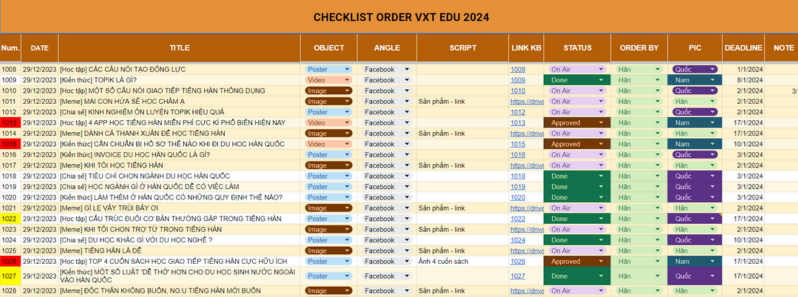 CHECKLIST ORDER VXT EDU 2024
Num. DATE TITLE OBJECT ANGLE SCRIPT LINK KB STATUS ORDER BY PIC DEADLINE NOTE
1008 29/12/2023 [Học tập] CÁC CÂU NÓI TẠO ĐỘNG LỰC Poster Facebook 1008 On Air Hân Quốc 1/1/2024
1009 29/12/2023 [Kiến thức] TOPIK LÀ GÌ? Video Facebook 1009 Done Hân Nam 8/1/2024
1010 29/12/2023 [Học tập] MỘT SỐ CÂU NÓI GIAO TIẾP TIẾNG HÀN THÔNG DỤNG Image Facebook 1010 On Air Hân Quốc 2/1/2024 3/
1011 29/12/2023 [Meme] MAI CON HỨA SẼ HỌC CHĂM Ạ Image Facebook Sản phẩm - link https://drive On Air Hân Hân 2/1/2024
1012 29/12/2023 [Chia sẻ] KINH NGHIỆM ÔN LUYỆN TOPIK HIỆU QUẢ Poster Facebook 1012 On Air Hân Quốc 2/1/2024
1013 29/12/2023 [Học tập] 4 APP HỌC TIẾNG HÀN MIỄN PHÍ CỰC KÌ PHỔ BIẾN HIỆN NAY Video Facebook 1013 Approved Hân Nam 17/1/2024
1014 29/12/2023 [Meme] DÀNH CẢ THANH XUÂN ĐỂ HỌC TIẾNG HÀN Image Facebook Sản phẩm - link https://drive On Air Hân Hân 17/1/2024
1015 29/12/2023 [Kiến thức] CẦN CHUẨN BỊ HỒ SƠ THẾ NÀO KHI ĐI DU HỌC HÀN QUỐC Video Facebook 1015 Approved Hân Nam 10/1/2024
1016 29/12/2023 [Kiến thức] INVOICE DU HỌC HÀN QUỐC LÀ GÌ? Poster Facebook 1016 On Air Hân Quốc 3/1/2024
1017 29/12/2023 [Meme] KHI TÔI HỌC TIẾNG HÀN Image Facebook Sản phẩm - link https://drive On Air Hân Hân 2/1/2024
1018 29/12/2023 [Chia sẻ] TIÊU CHÍ CHỌN NGÀNH DU HỌC HÀN QUỐC Poster Facebook 1018 Done Hân Quốc 3/1/2024
1019 29/12/2023 [Chia sẻ] HỌC NGÀNH GÌ Ở HÀN QUỐC DỄ CÓ VIỆC LÀM Poster Facebook 1019 Done Hân Quốc 3/1/2024
1020 29/12/2023 [Kiến thức] LÀM THÊM Ở HÀN QUỐC CÓ NHỮNG QUY ĐỊNH THẾ NÀO? Poster Facebook 1020 Done Hân Quốc 3/1/2024
1021 29/12/2023 [Meme] GÌ LẸ VẬY TRÙI BẢY ƠI Image Facebook Sản phẩm - link https://drive On Air Hân Hân 2/1/2024
1022 29/12/2023 [Học tập] CẤU TRÚC ĐUÔI CƠ BẢN THƯỜNG GẶP TRONG TIẾNG HÀN Poster Facebook 1022 Done Hân Quốc 17/1/2024
1023 29/12/2023 [Meme] KHI TÔI CHỌN TRỢ TỪ TRONG TIẾNG HÀN Image Facebook Sản phẩm - link https://drive On Air Hân Hân 2/1/2024
1024 29/12/2023 [Chia sẻ] DU HỌC KHÁC GÌ VỚI DU HỌC NGHỀ ? Poster Facebook 1024 Done Hân Quốc 10/1/2024
1025 29/12/2023 [Meme] TIẾNG HÀN LÀ DỄ Image Facebook Sản phẩm - link https://drive On Air Hân Hân 2/1/2024
1026 29/12/2023 [Học tập] TOP 4 CUỐN SÁCH HỌC GIAO TIẾP TIẾNG HÀN CỰC HỮU ÍCH Poster Facebook Ảnh 4 cuốn sách 1026 Approved Hân Nam 17/1/2024
1027 29/12/2023 [Kiến thức] MỘT SỐ LUẬT 'DỄ THỞ' HƠN CHO DU HỌC SINH NƯỚC NGOÀI VÀO HÀN QUỐC Poster Facebook 1027 Done Hân Quốc 17/1/2024
1028 29/12/2023 [Meme] ĐỘC THÂN KHÔNG BUỒN, NGU TIẾNG HÀN MỚI BUỒN Image Facebook Sản phẩm - link https://drive On Air Hân Hân 2/1/2024